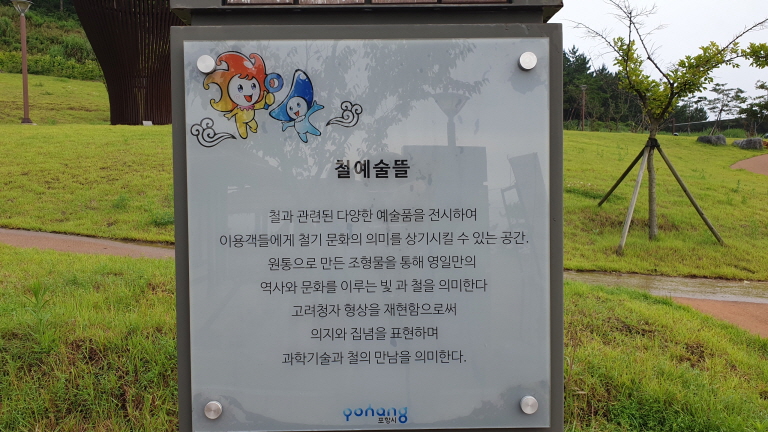 철예술뜰
철과 관련된 다양한 예술품을 전시하여
이용객들에게 철기 문화의 의미를 상기시킬 수 있는 공간.
원통으로 만든 조형물을 통해 영일만의
역사와 문화를 이루는 빛 과 철을 의미한다
고려청자 형상을 재현함으로써
의지와 집념을 표현하며
과학기술과 철의 만남을 의미한다.
pohang
포항시